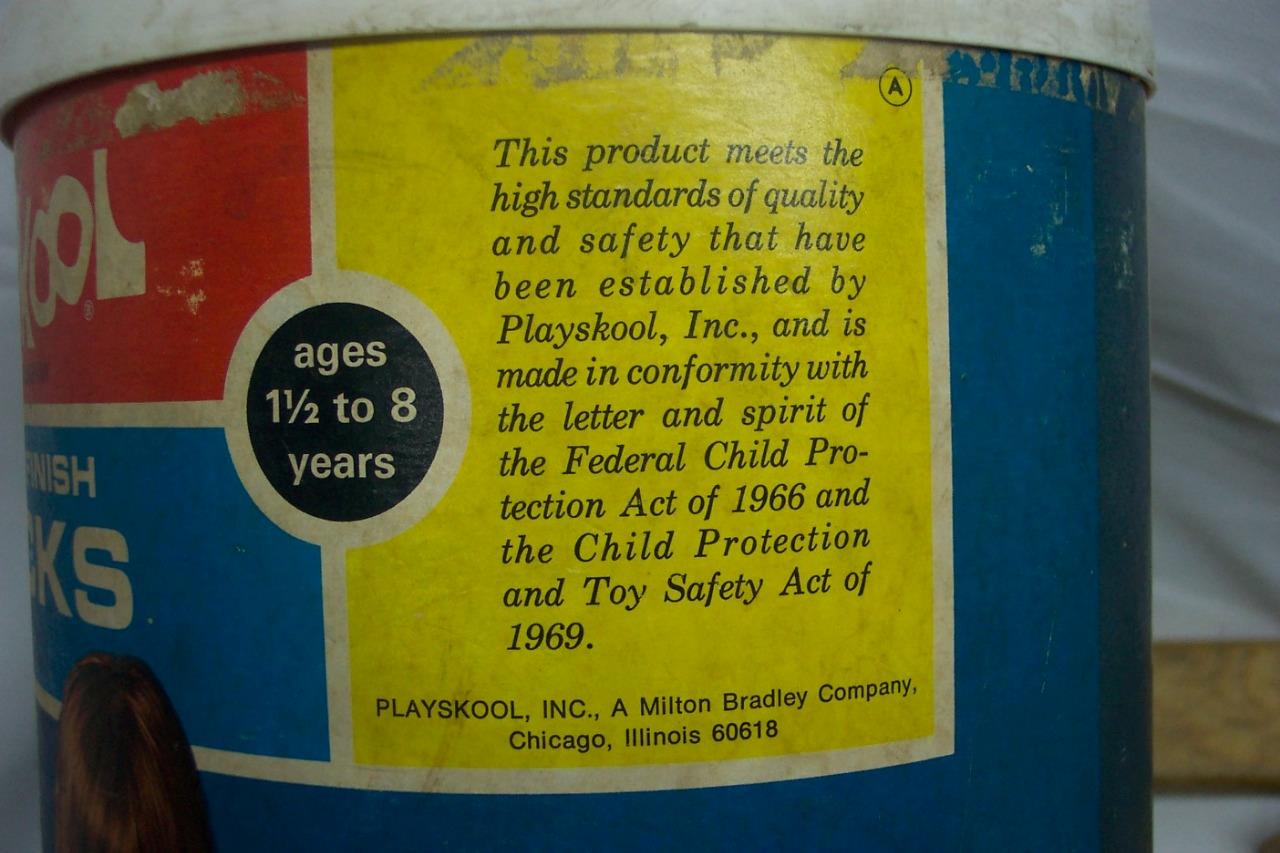 Ⓐ
This product meets the
high standards of quality
and safety that have
been established by
Playskool, Inc., and is
made in conformity with
the letter and spirit of
the Federal Child Pro-
tection Act of 1966 and
the Child Protection
and Toy Safety Act of
1969.
PLAYSKOOL, INC., A Milton Bradley Company,
Chicago, Illinois 60618
kool®
ages
1½ to 8
years
INISH
CKS